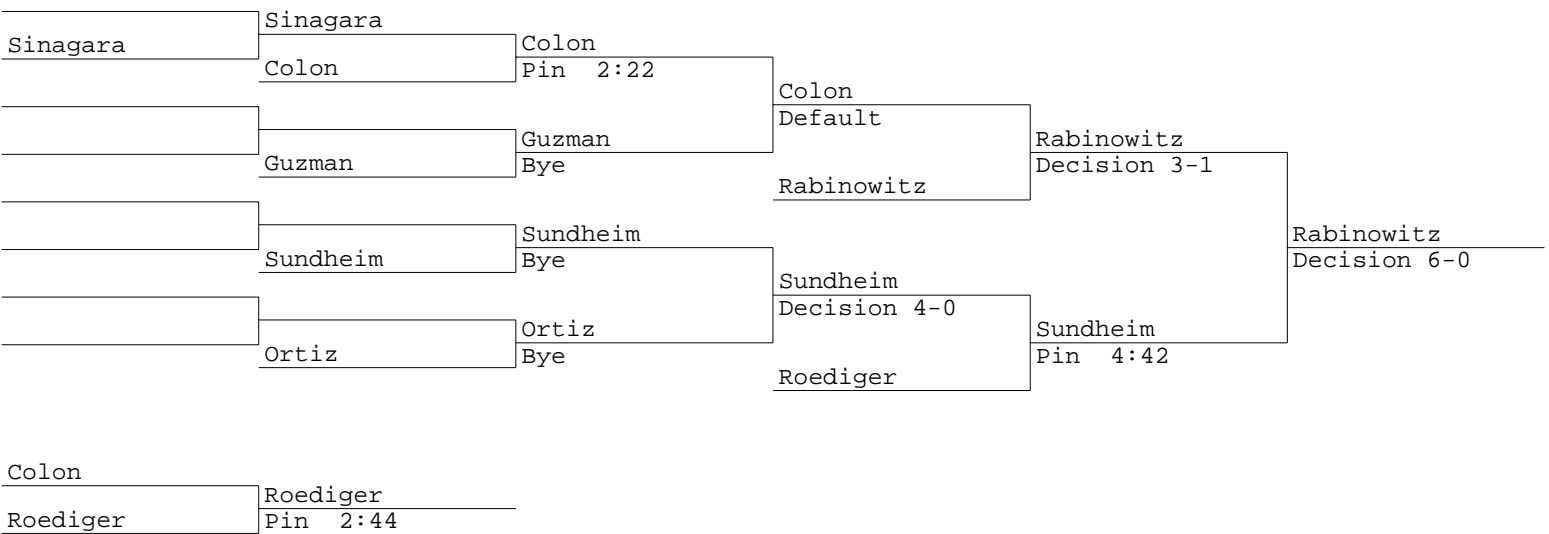 Sinagara
Sinagara
Colon
Colon
Pin 2:22
Colon
Default
Guzman
Guzman
Bye
Rabinowitz
Rabinowitz
Decision 3-1
Sundheim
Sundheim
Bye
Rabinowitz
Decision 6-0
Sundheim
Decision 4-0
Ortiz
Ortiz
Bye
Sundheim
Pin 4:42
Roediger
Colon
Roediger
Roediger
Pin 2:44